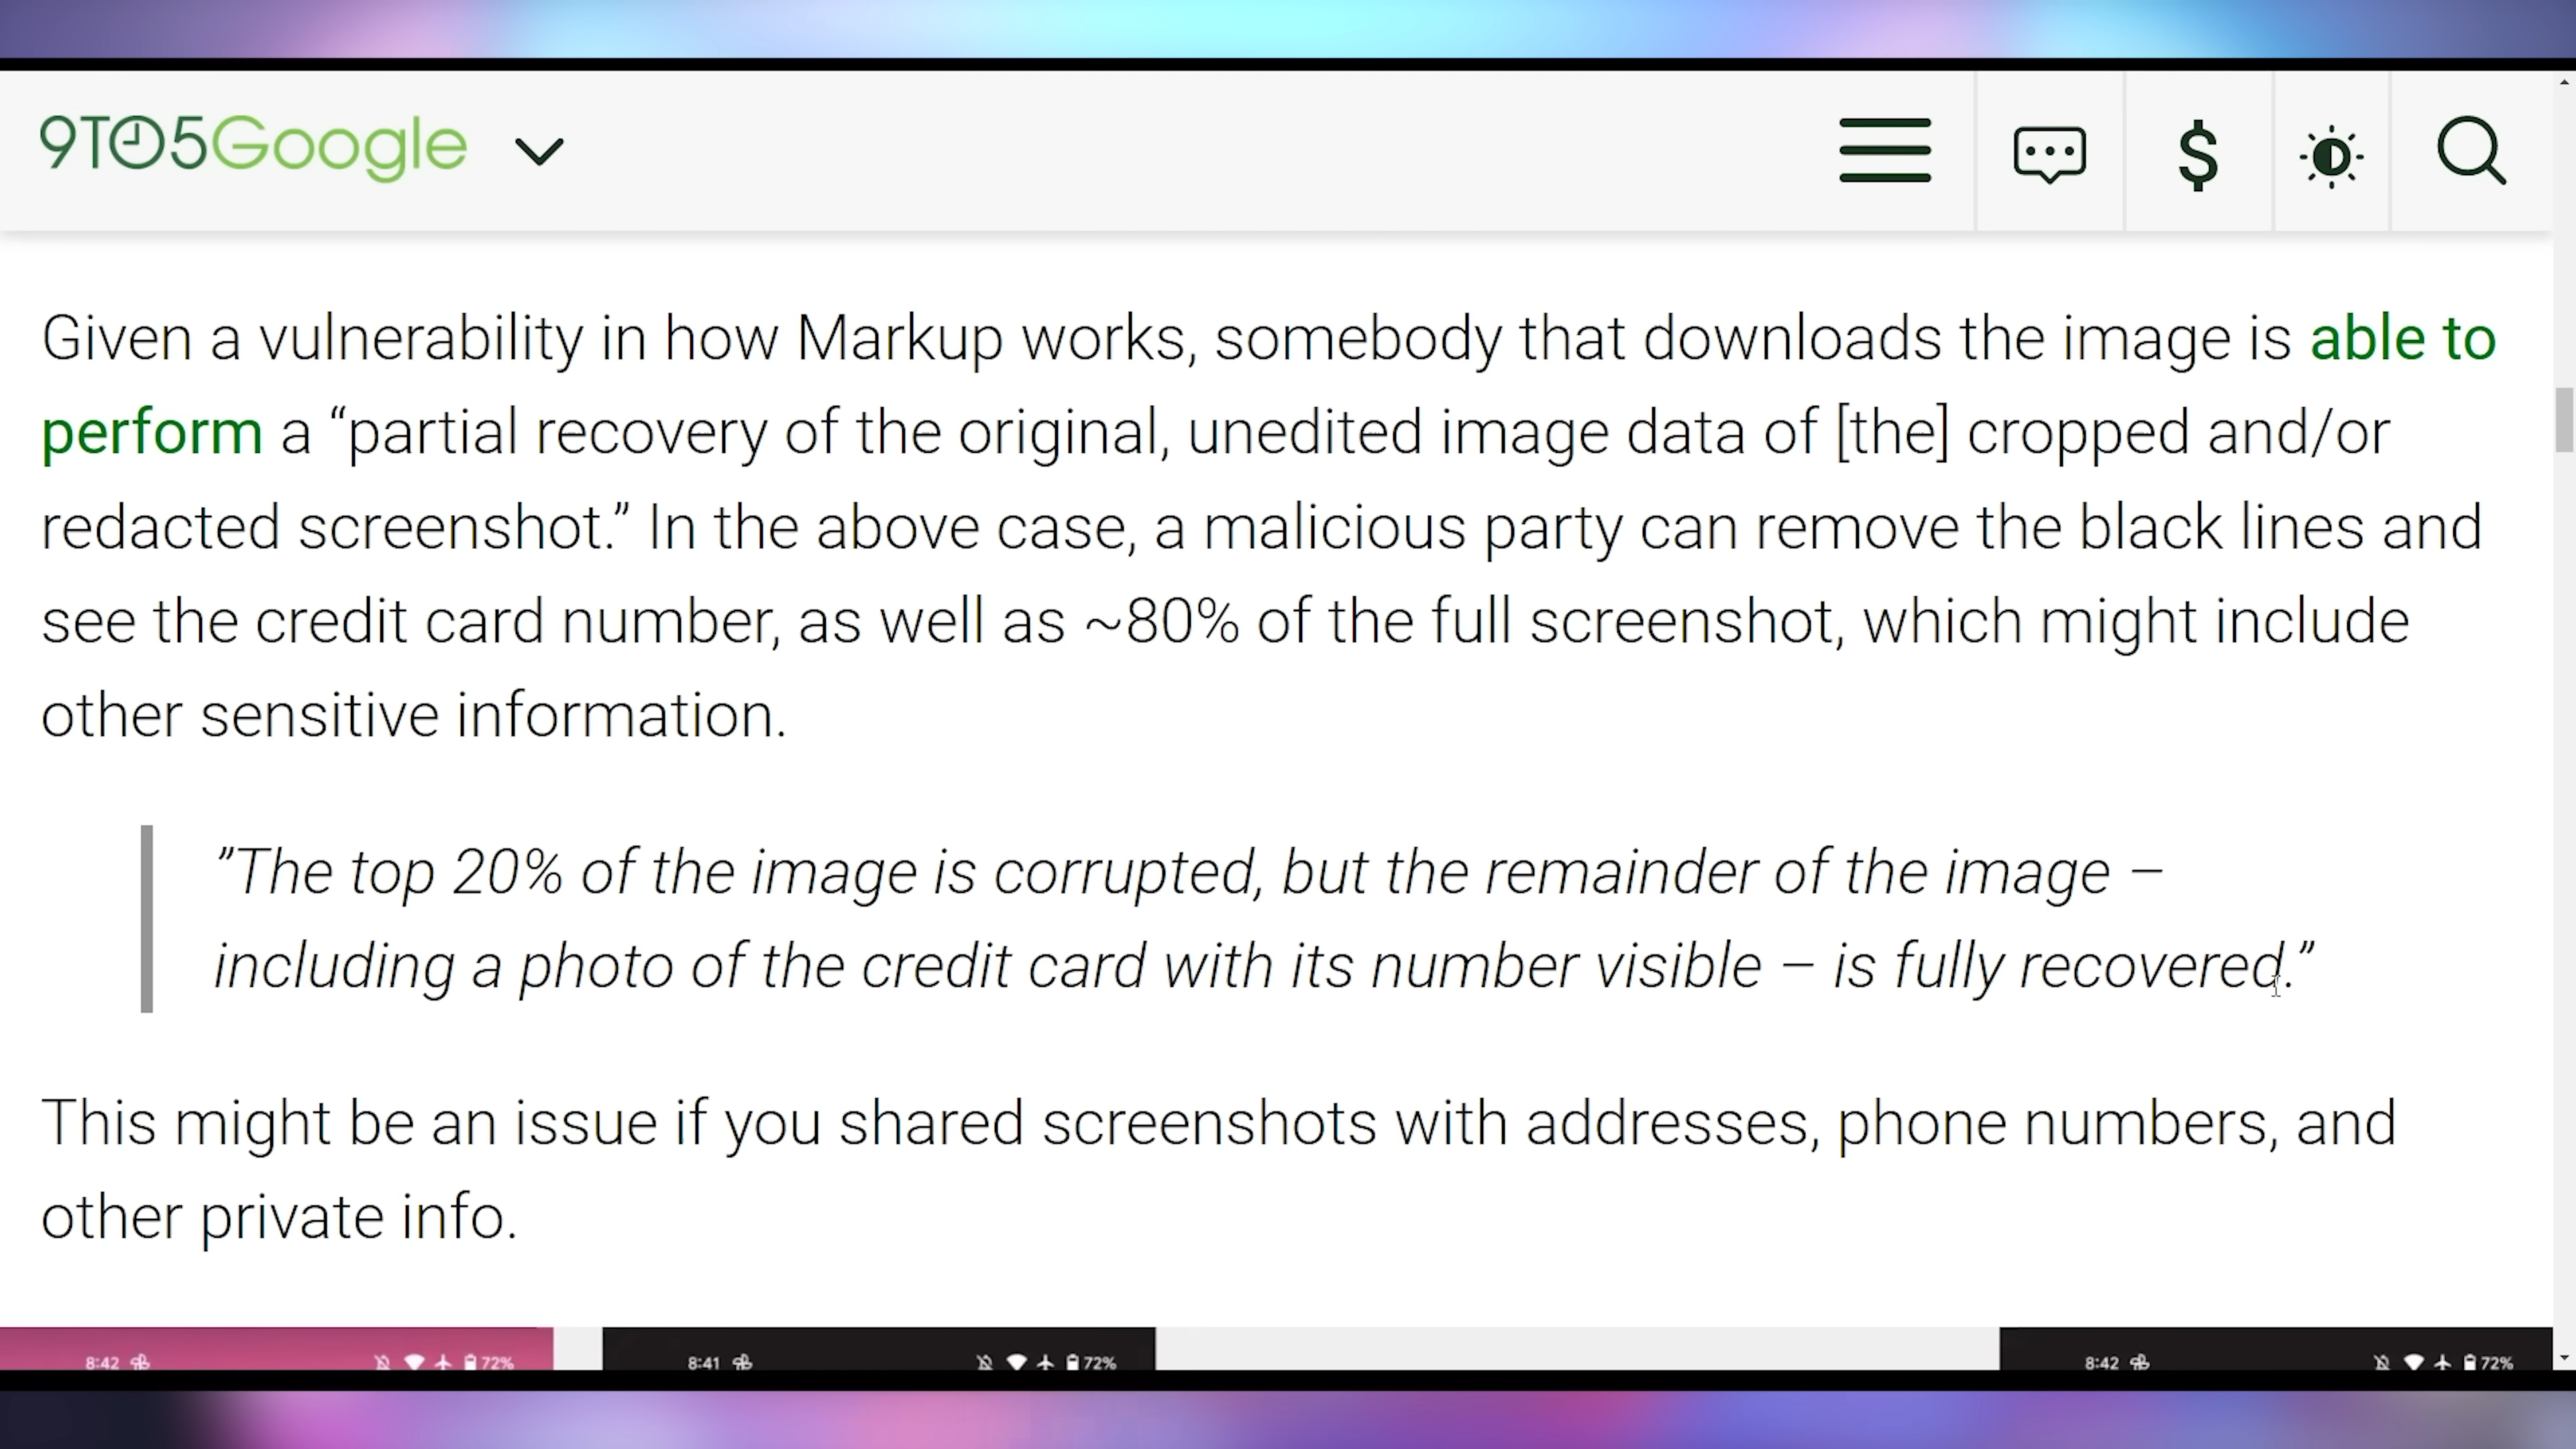 9TO5Google
$
Given a vulnerability in how Markup works, somebody that downloads the image is able to
perform a “partial recovery of the original, unedited image data of [the] cropped and/or
redacted screenshot.” In the above case, a malicious party can remove the black lines and
see the credit card number, as well as ~80% of the full screenshot, which might include
other sensitive information.
”The top 20% of the image is corrupted, but the remainder of the image –
including a photo of the credit card with its number visible – is fully recovered.”
This might be an issue if you shared screenshots with addresses, phone numbers, and
other private info.
8:42 72% 8:41 72% 8:42 72%